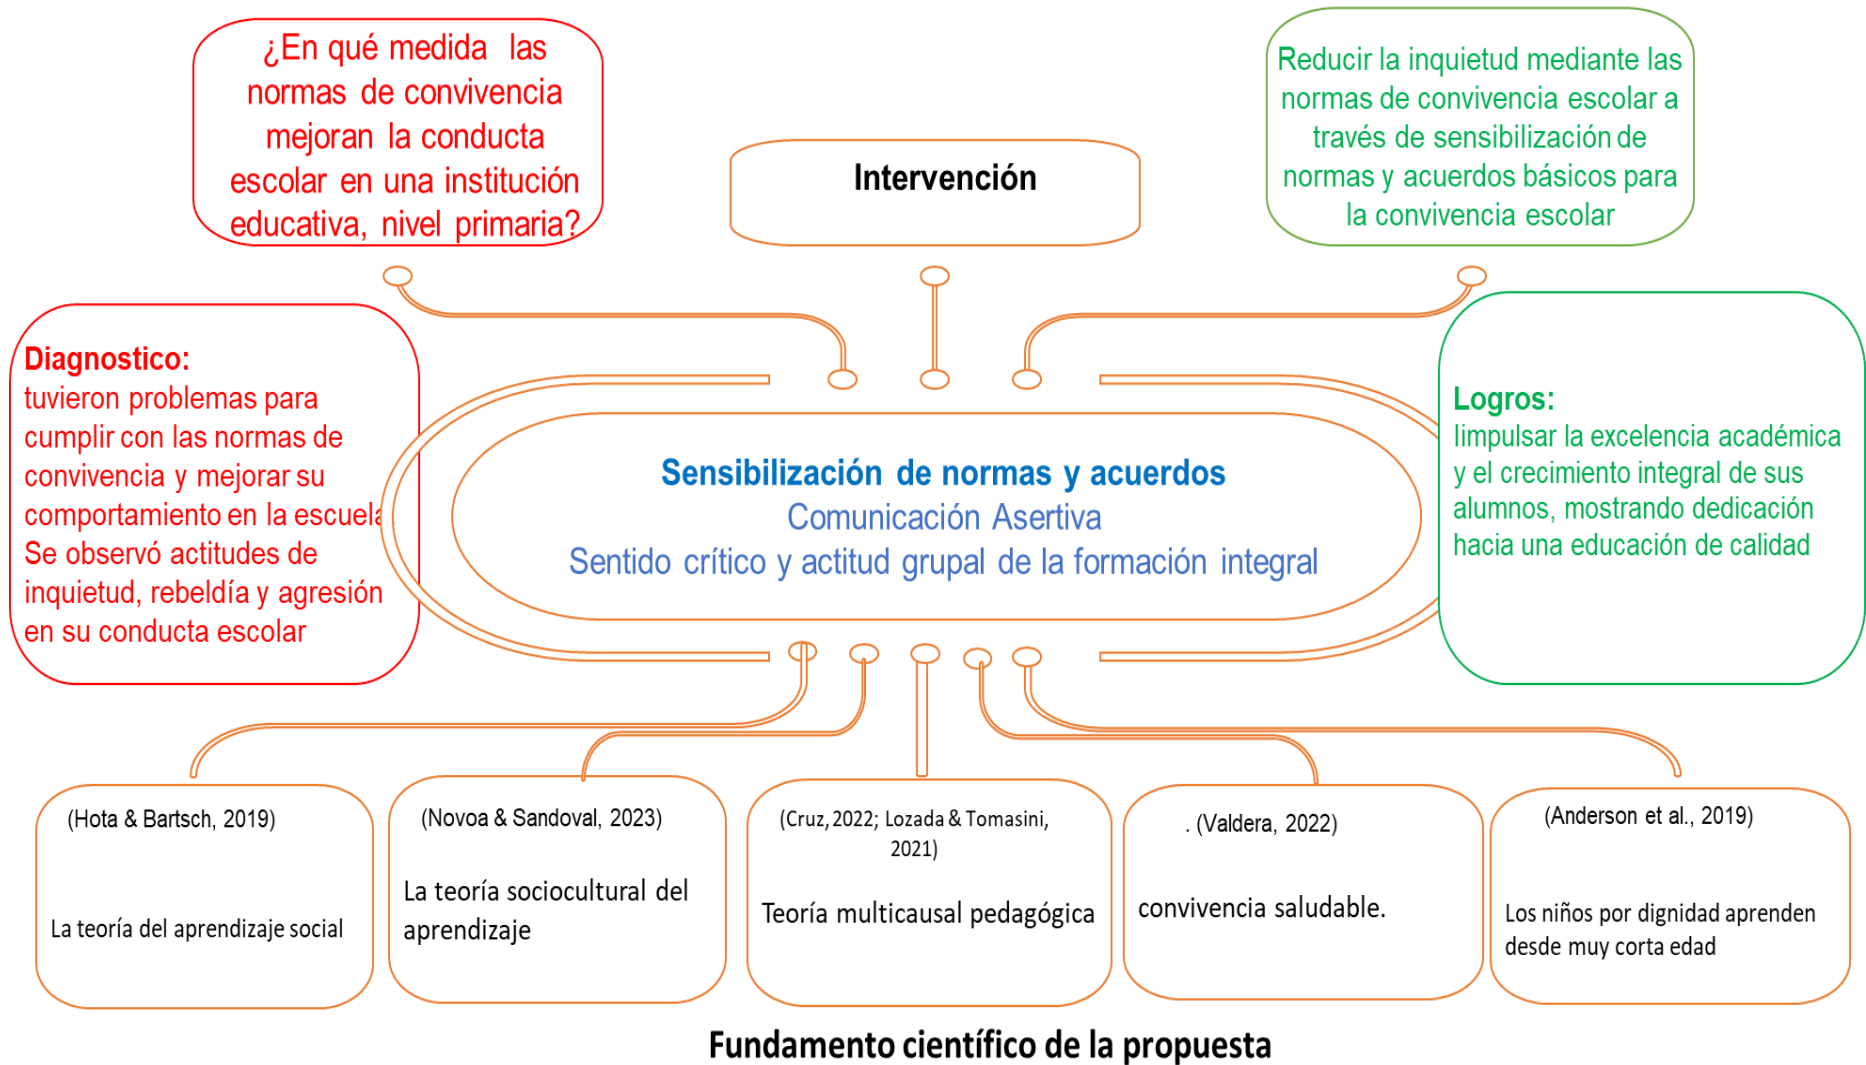 ¿En qué medida las
normas de convivencia
mejoran la conducta
escolar en una institución
educativa, nivel primaria?
Intervención
Reducir la inquietud mediante las
normas de convivencia escolar a
través de sensibilización de
normas y acuerdos básicos para
la convivencia escolar
Diagnostico:
tuvieron problemas para
cumplir con las normas de
convivencia y mejorar su
comportamiento en la escuela
Se observó actitudes de
inquietud, rebeldía y agresión
en su conducta escolar
Sensibilización de normas y acuerdos
Comunicación Asertiva
Sentido crítico y actitud grupal de la formación integral
Logros:
Iimpulsar la excelencia académica
y el crecimiento integral de sus
alumnos, mostrando dedicación
hacia una educación de calidad
(Hota & Bartsch, 2019)
La teoría del aprendizaje social
(Novoa & Sandoval, 2023)
La teoría sociocultural del
aprendizaje
(Cruz, 2022; Lozada & Tomasini,
2021)
Teoría multicausal pedagógica
. (Valdera, 2022)
convivencia saludable.
(Anderson et al., 2019)
Los niños por dignidad aprenden
desde muy corta edad
Fundamento científico de la propuesta